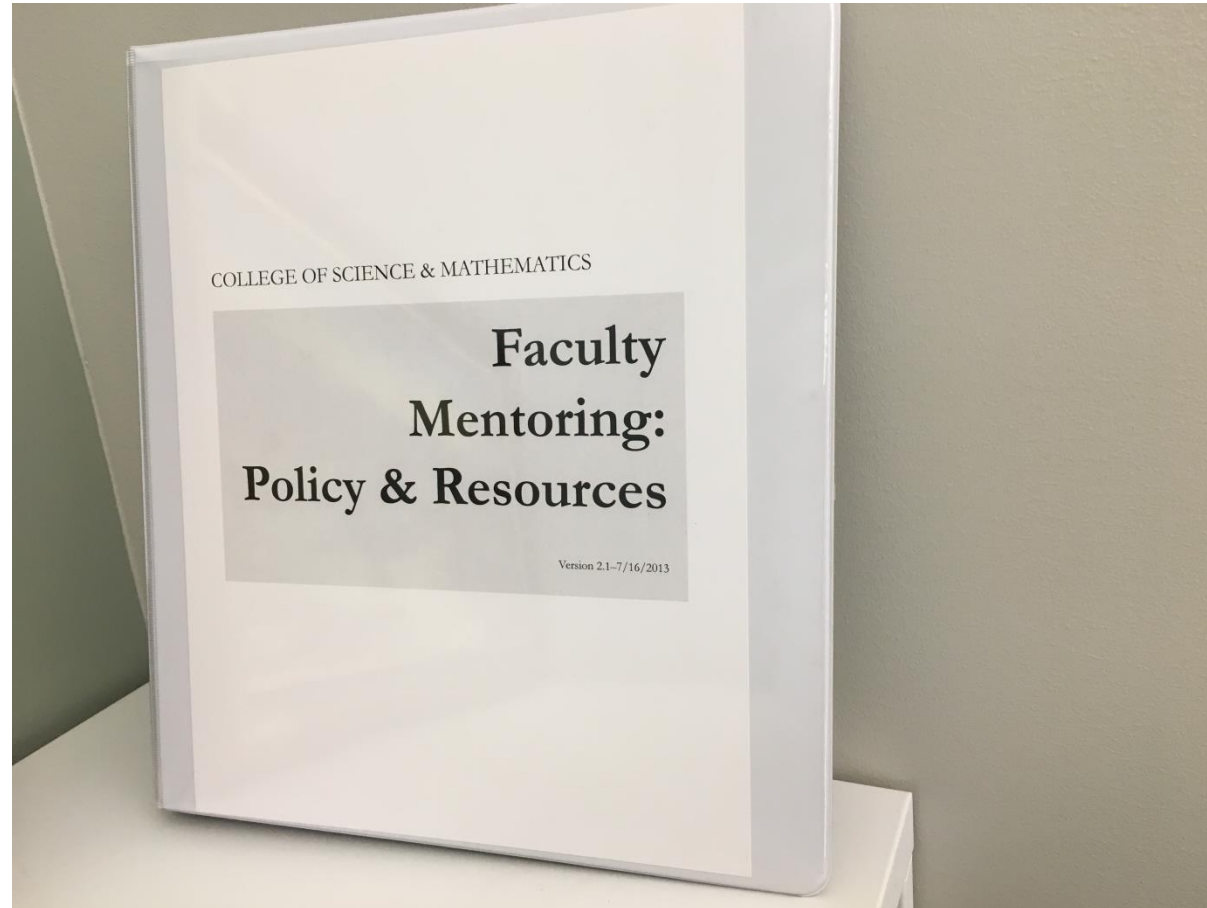 COLLEGE OF SCIENCE & MATHEMATICS
Faculty
Mentoring:
Policy & Resources
Version 2.1–7/16/2013